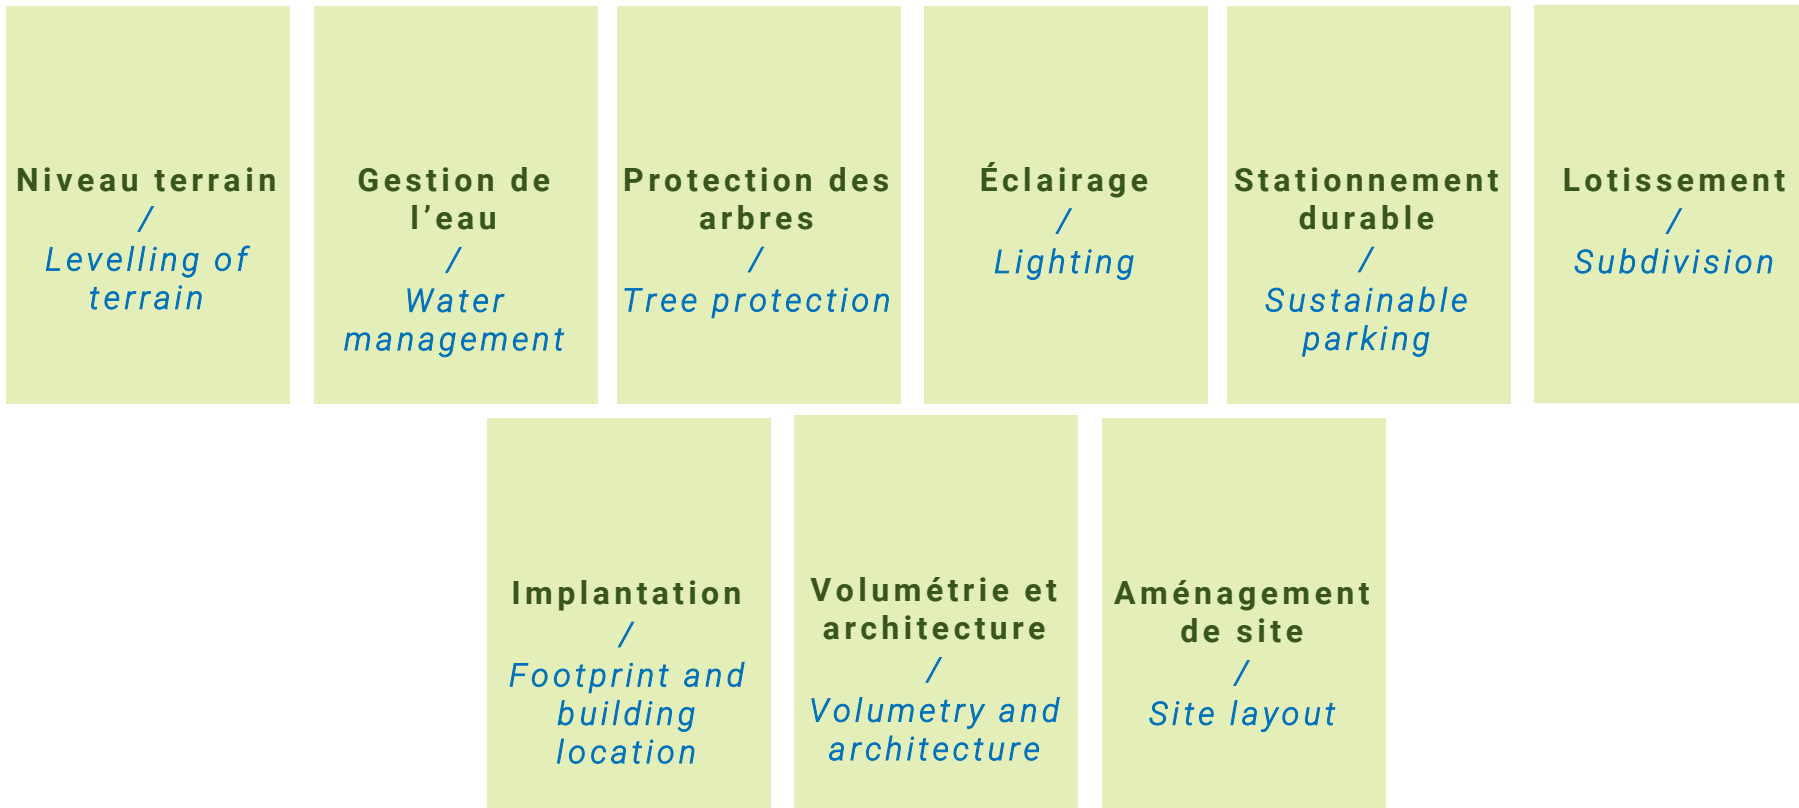 Niveau terrain
/
Levelling of
terrain
Gestion de
l’eau
/
Water
management
Protection des
arbres
/
Tree protection
Éclairage
/
Lighting
Stationnement
durable
/
Sustainable
parking
Lotissement
/
Subdivision
Implantation
/
Footprint and
building
location
Volumétrie et
architecture
/
Volumetry and
architecture
Aménagement
de site
/
Site layout